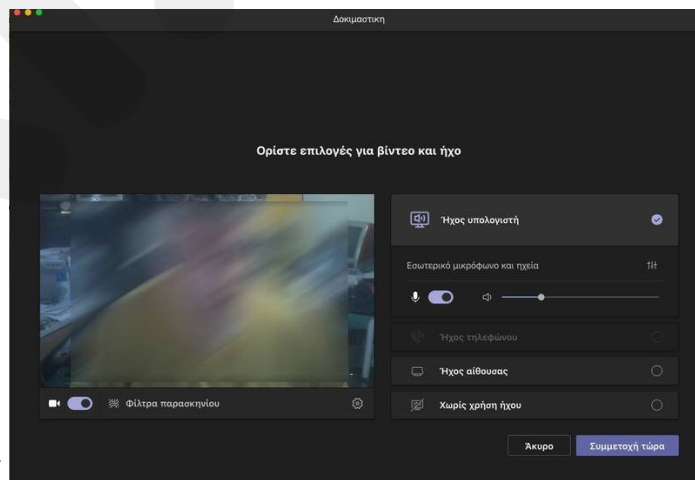 Δοκιμαστικη
Ορίστε επιλογές για βίντεο και ήχο
Ήχος υπολογιστή
Εσωτερικό μικρόφωνο και ηχεία
Ήχος τηλεφώνου
Ήχος αίθουσας
Φίλτρα παρασκηνίου
Χωρίς χρήση ήχου
Άκυρο
Συμμετοχή τώρα